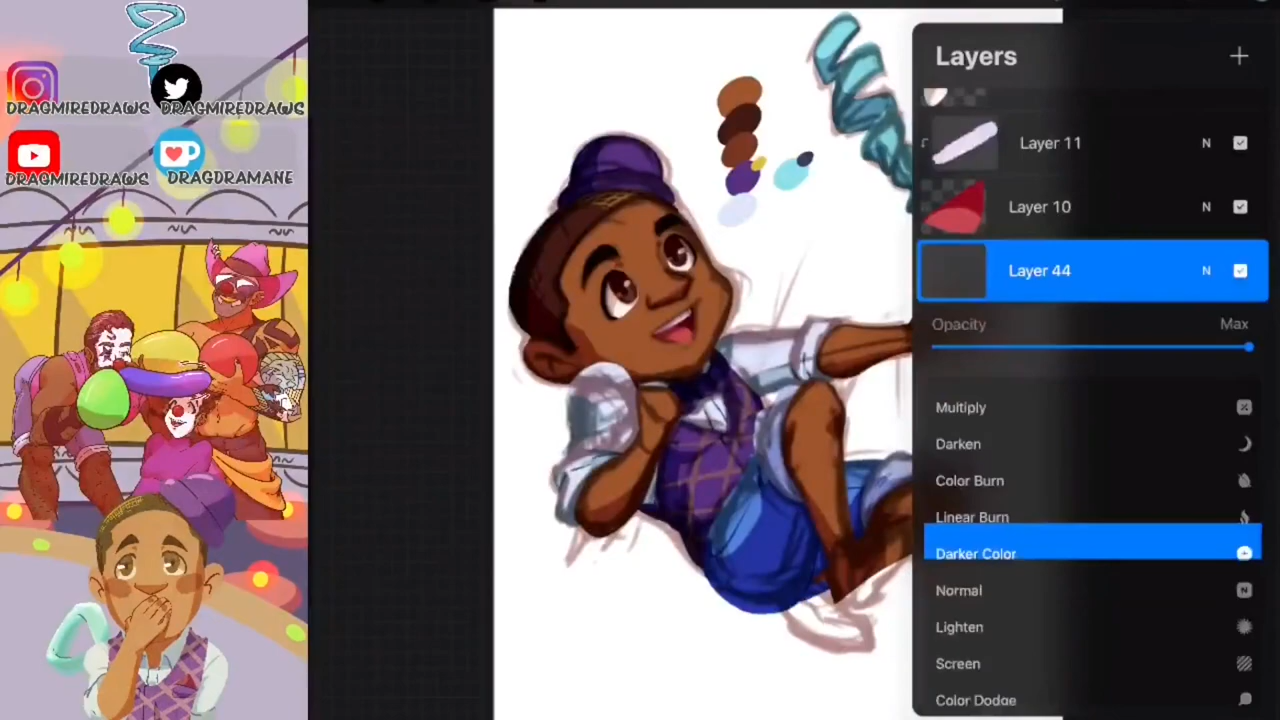 DRAGMIREDRAWS DRAGMIREDRAWS
DRAGMIREDRAWS DRAGDRAMANE
Layers +
Layer 11 N
Layer 10 N
Layer 44 N
Opacity Max
Multiply
Darken
Color Burn
Linear Burn
Darker Color
Normal N
Lighten
Screen
Color Dodge